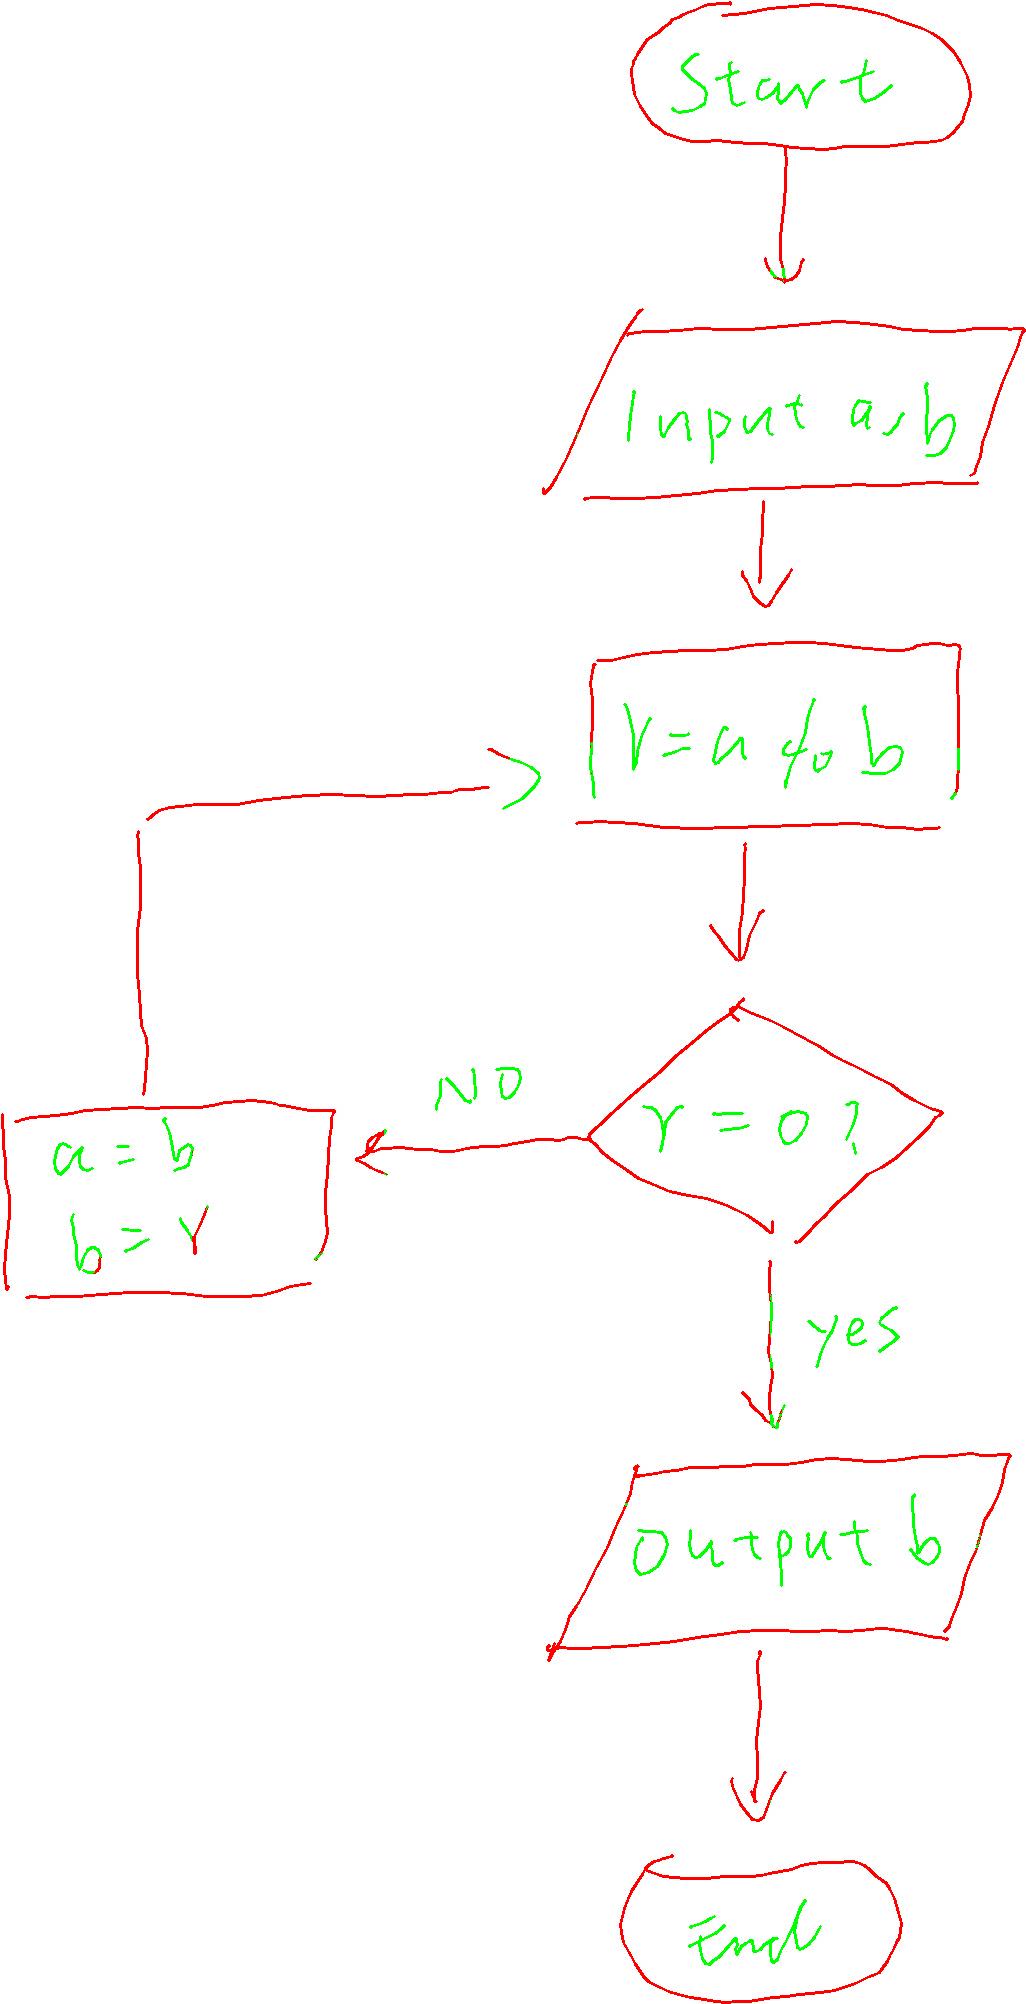 Start
Input a, b
r = a % b
r = 0 ?
NO
a = b
b = r
yes
output b
End